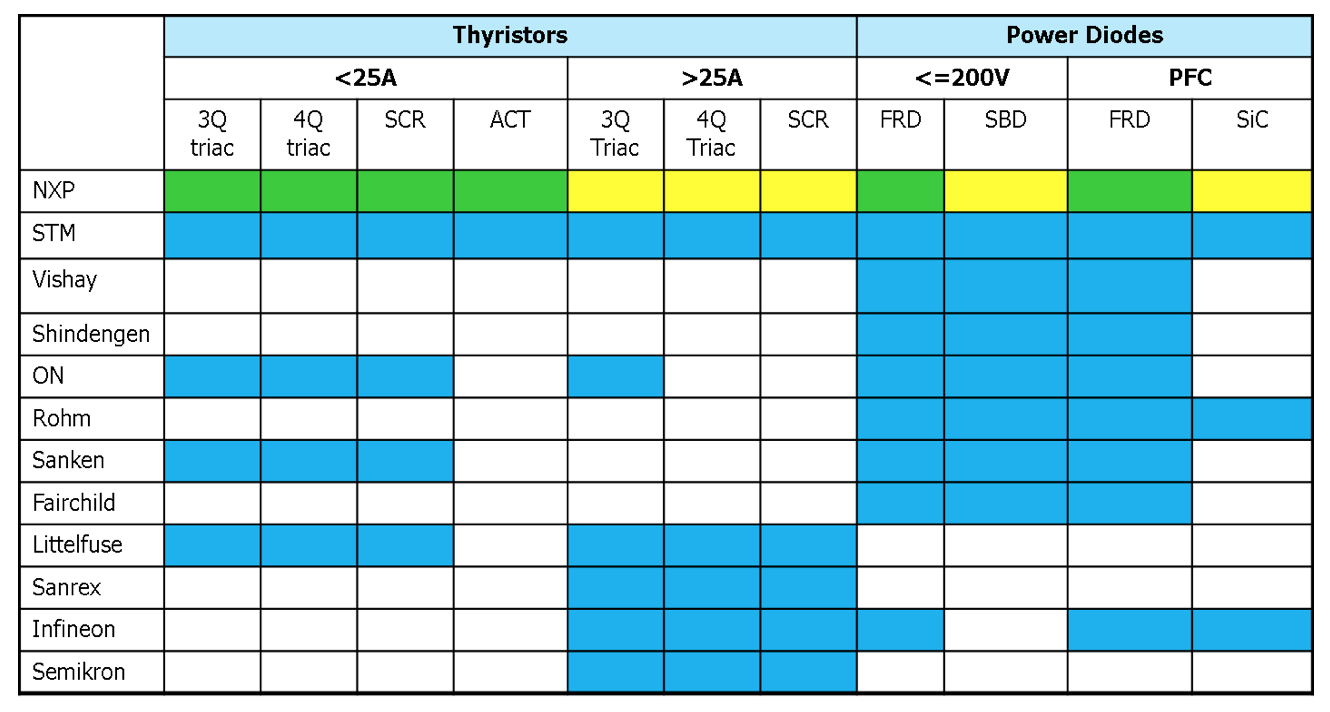 Thyristors Power Diodes
<25A >25A <=200V PFC
3Q triac 4Q triac SCR ACT 3Q Triac 4Q Triac SCR FRD SBD FRD SiC
NXP
STM
Vishay
Shindengen
ON
Rohm
Sanken
Fairchild
Littelfuse
Sanrex
Infineon
Semikron